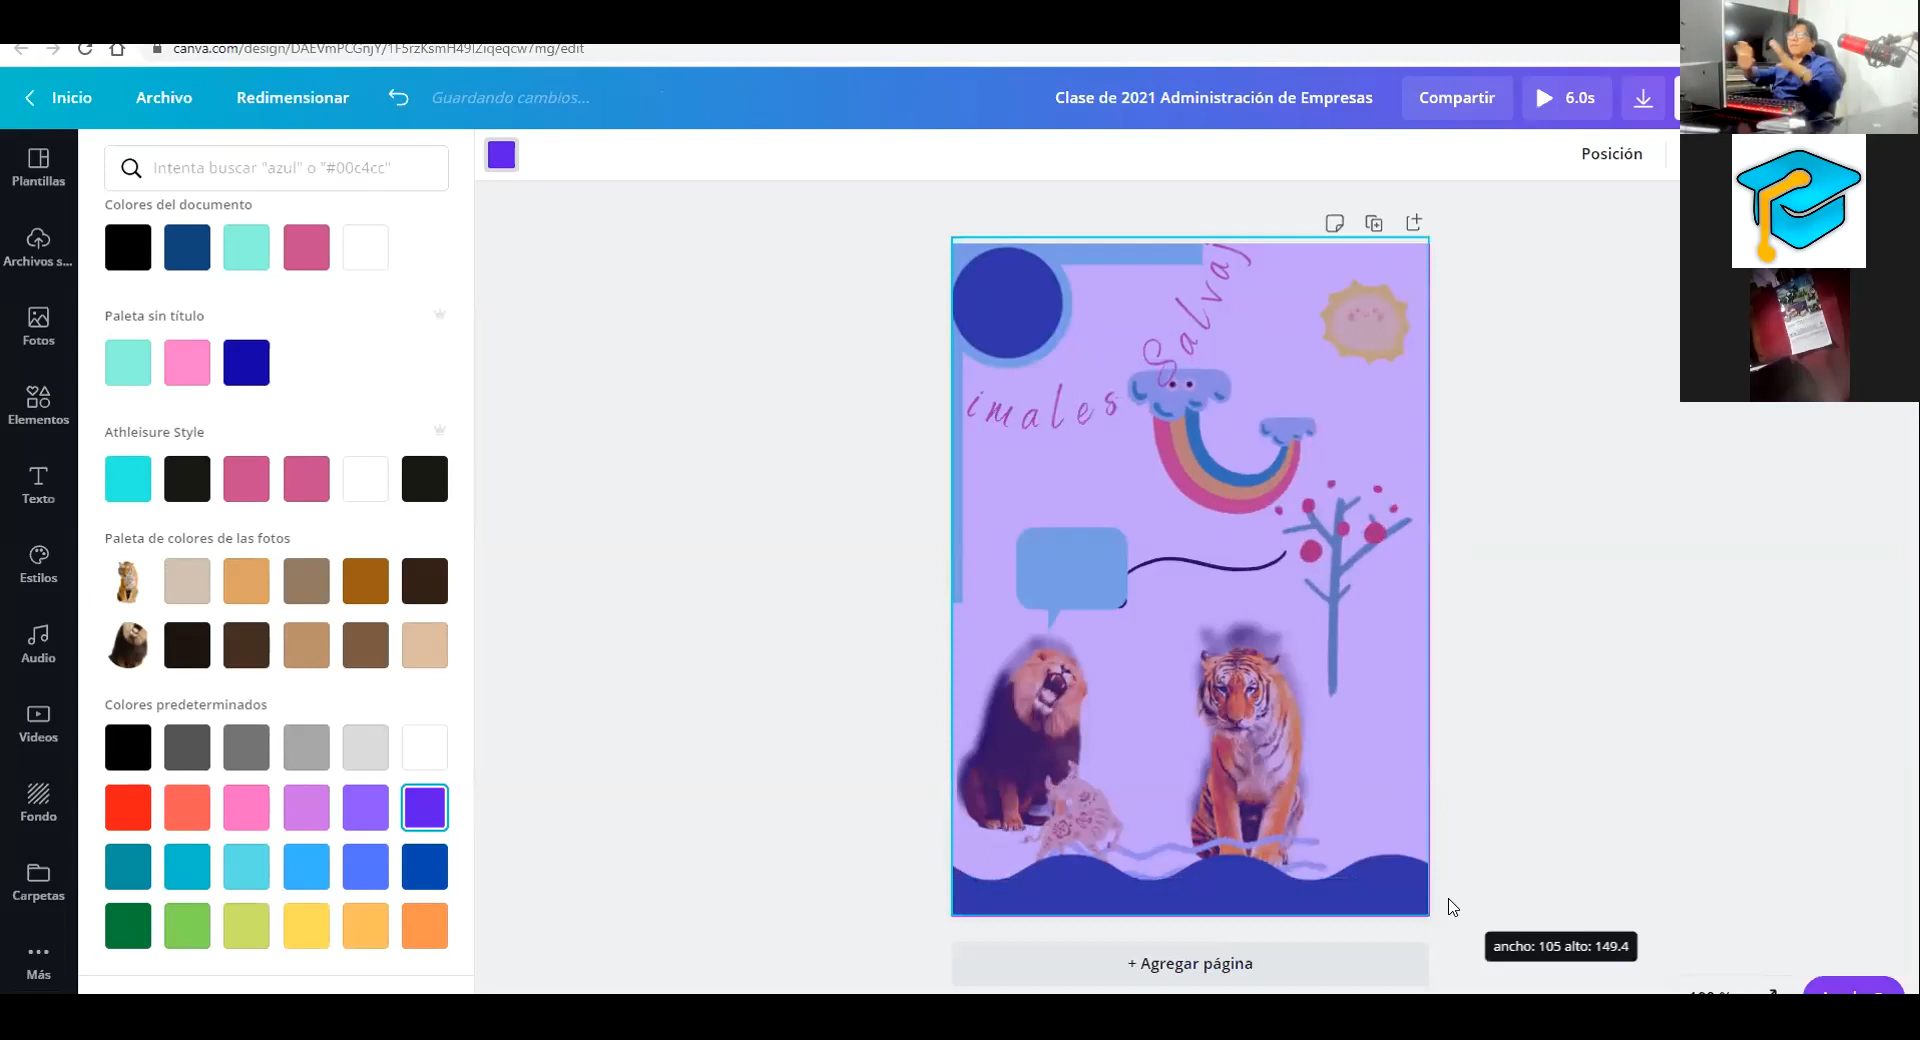 canva.com/design/DAEVmPCGnjY/1F5rzKsmH49IZiqeqcw7mg/edit
Inicio
Archivo
Redimensionar
Guardando cambios...
Clase de 2021 Administración de Empresas
Compartir
6.0s
Plantillas
Archivos s...
Fotos
Elementos
Texto
Estilos
Audio
Videos
Fondo
Carpetas
Más
Intenta buscar "azul" o "#00c4cc"
Colores del documento
Paleta sin título
Athleisure Style
Paleta de colores de las fotos
Colores predeterminados
Posición
imales Salvaj
+ Agregar página
ancho: 105 alto: 149.4